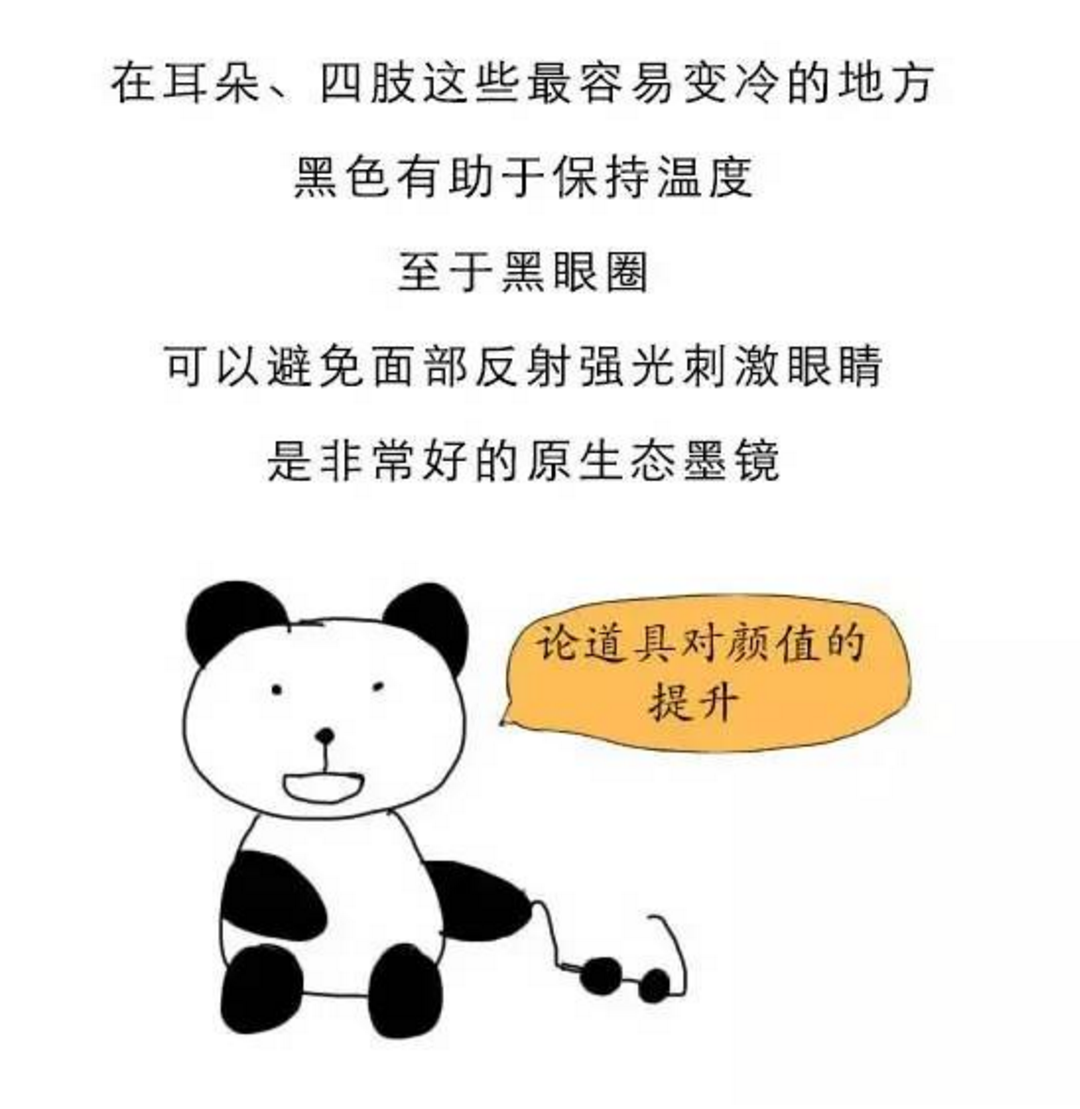 在耳朵、四肢这些最容易变冷的地方
黑色有助于保持温度
至于黑眼圈
可以避免面部反射强光刺激眼睛
是非常好的原生态墨镜
论道具对颜值的
提升